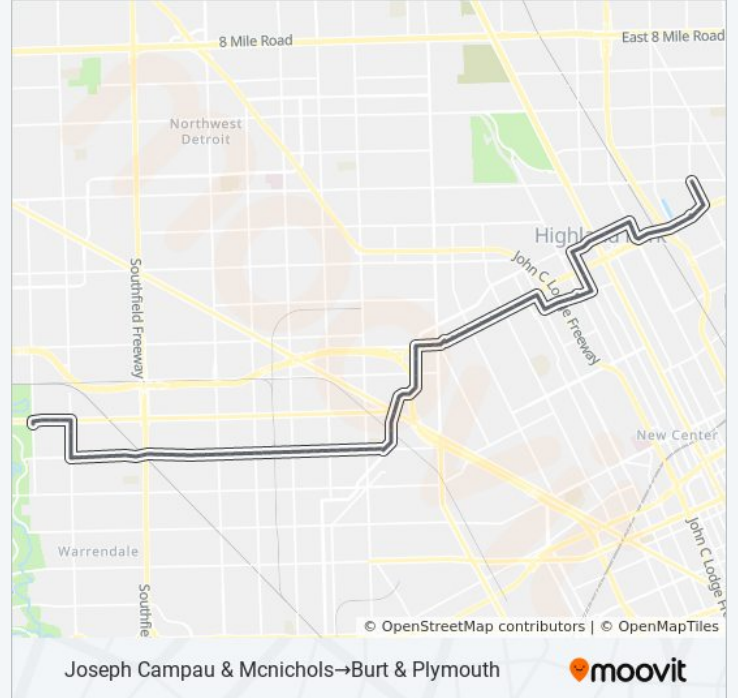 8 Mile Road
East 8 Mile Road
Northwest
Detroit
Highland Park
John C Lodge Freeway
Southfield Freeway
New Center
Warrendale
John C Lodge Fr
Southfie
© OpenStreetMap contributors | © OpenMapTiles
Joseph Campau & Mcnichols→Burt & Plymouth
moovit
moovit